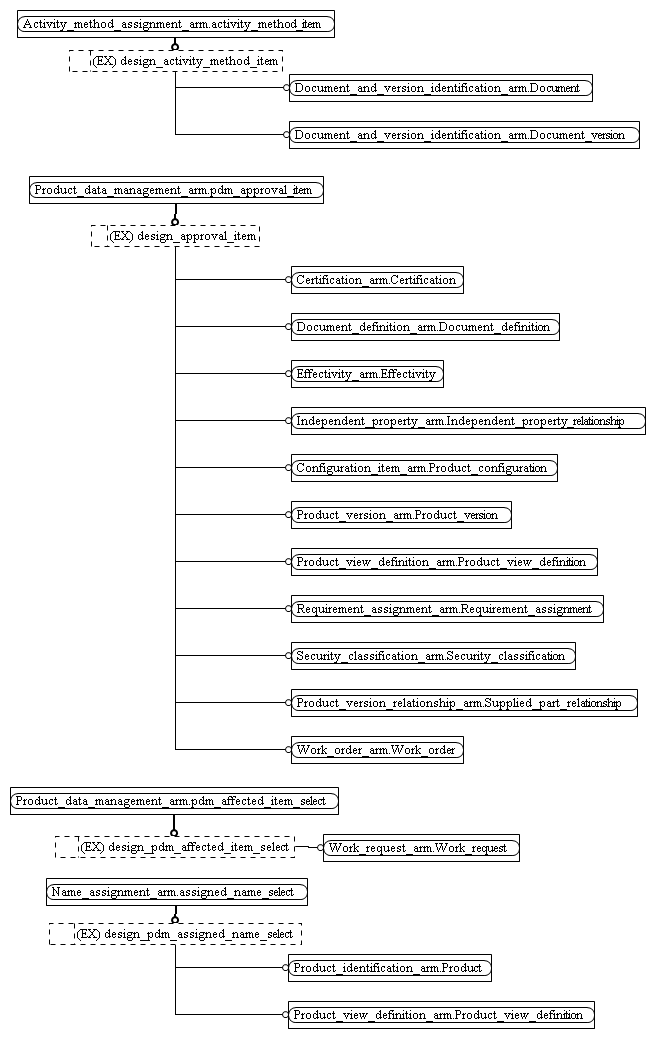 Activity_method_assignment_arm.activity_method_item
(EX) design_activity_method_item
Document_and_version_identification_arm.Document
Document_and_version_identification_arm.Document_version
Product_data_management_arm.pdm_approval_item
(EX) design_approval_item
Certification_arm.Certification
Document_definition_arm.Document_definition
Effectivity_arm.Effectivity
Independent_property_arm.Independent_property_relationship
Configuration_item_arm.Product_configuration
Product_version_arm.Product_version
Product_view_definition_arm.Product_view_definition
Requirement_assignment_arm.Requirement_assignment
Security_classification_arm.Security_classification
Product_version_relationship_arm.Supplied_part_relationship
Work_order_arm.Work_order
Product_data_management_arm.pdm_affected_item_select
(EX) design_pdm_affected_item_select
Work_request_arm.Work_request
Name_assignment_arm.assigned_name_select
(EX) design_pdm_assigned_name_select
Product_identification_arm.Product
Product_view_definition_arm.Product_view_definition